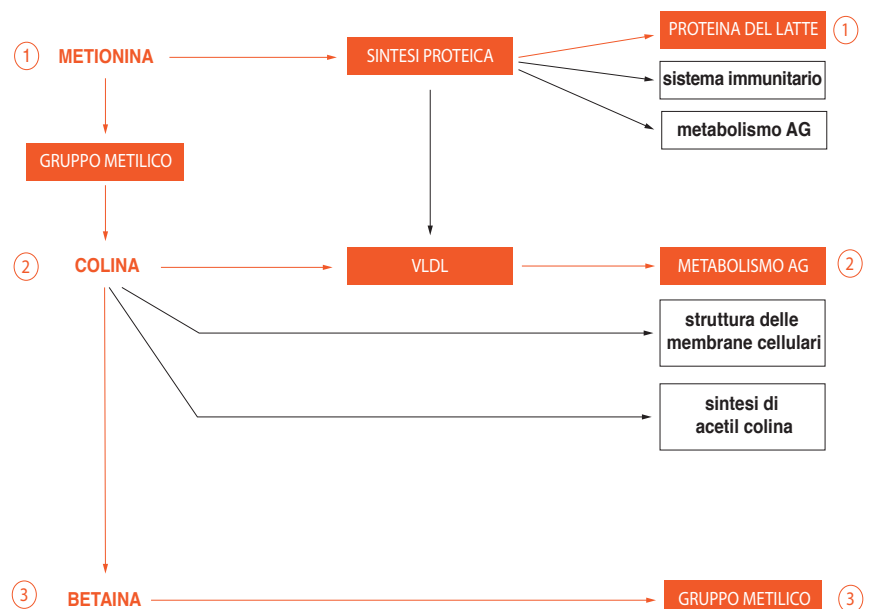 1 METIONINA SINTESI PROTEICA PROTEINA DEL LATTE 1
sistema immunitario
metabolismo AG
GRUPPO METILICO
2 COLINA VLDL METABOLISMO AG 2
struttura delle
membrane cellulari
sintesi di
acetil colina
3 BETAINA GRUPPO METILICO 3